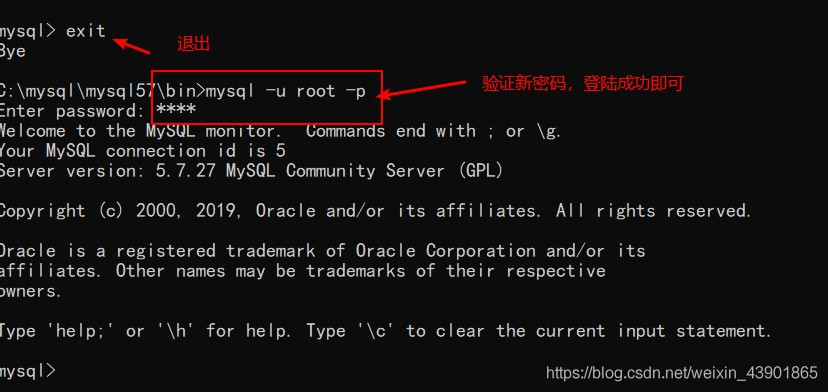 mysql> exit
退出
Bye
C:\mysql\mysql57\bin>mysql -u root -p
验证新密码，登陆成功即可
Enter password: ****
Welcome to the MySQL monitor.  Commands end with ; or \g.
Your MySQL connection id is 5
Server version: 5.7.27 MySQL Community Server (GPL)
Copyright (c) 2000, 2019, Oracle and/or its affiliates. All rights reserved.
Oracle is a registered trademark of Oracle Corporation and/or its
affiliates. Other names may be trademarks of their respective
owners.
Type 'help;' or '\h' for help. Type '\c' to clear the current input statement.
mysql>
https://blog.csdn.net/weixin_43901865